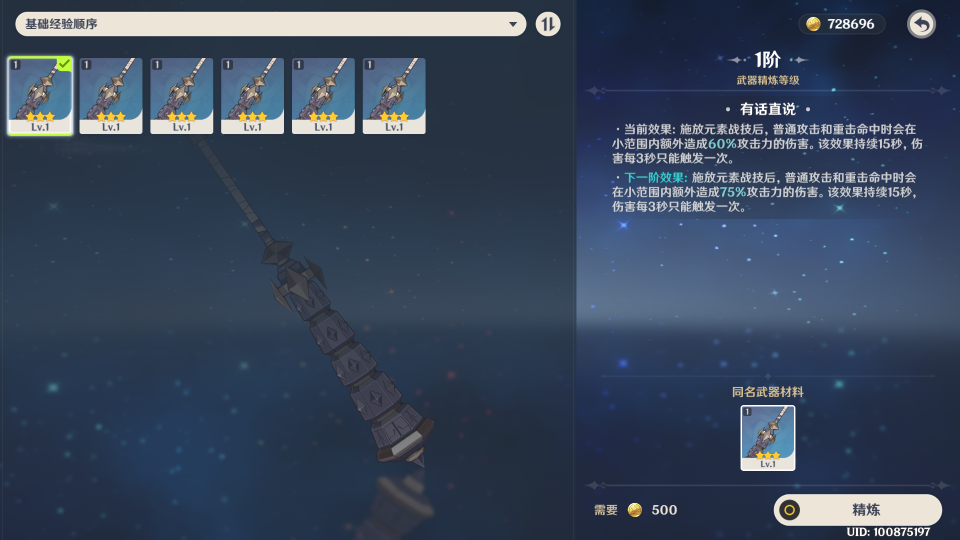 基础经验顺序
728696
1 1 1 1 1 1
Lv.1 Lv.1 Lv.1 Lv.1 Lv.1 Lv.1
1阶
武器精炼等级
• 有话直说 •
·当前效果: 施放元素战技后, 普通攻击和重击命中时会在
小范围内额外造成60%攻击力的伤害。该效果持续15秒, 伤
害每3秒只能触发一次。
·下一阶效果: 施放元素战技后, 普通攻击和重击命中时会
在小范围内额外造成75%攻击力的伤害。该效果持续15秒,
伤害每3秒只能触发一次。
同名武器材料
1
Lv.1
需要 500
精炼
UID: 100875197